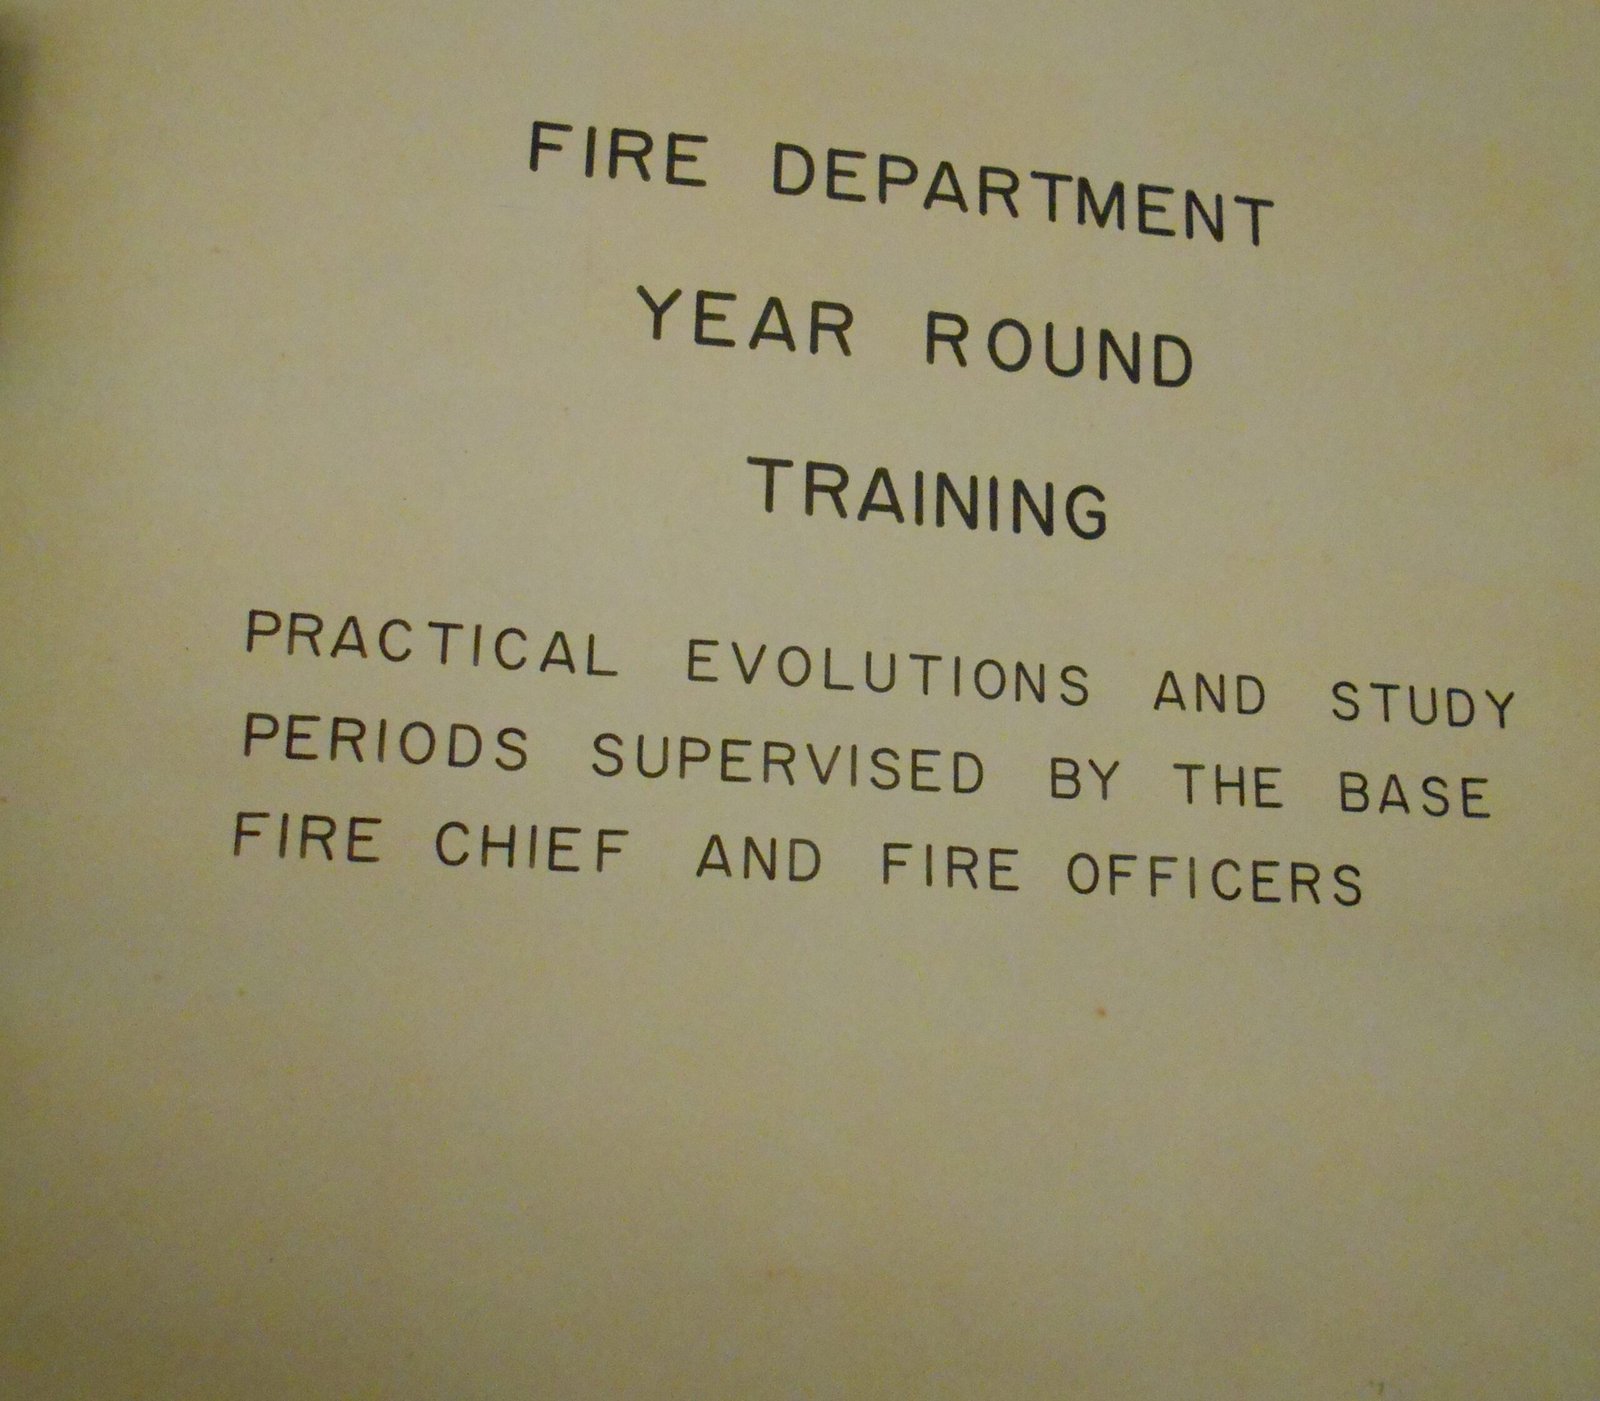 FIRE DEPARTMENT
YEAR ROUND
TRAINING
PRACTICAL EVOLUTIONS AND STUDY
PERIODS SUPERVISED BY THE BASE
FIRE CHIEF AND FIRE OFFICERS